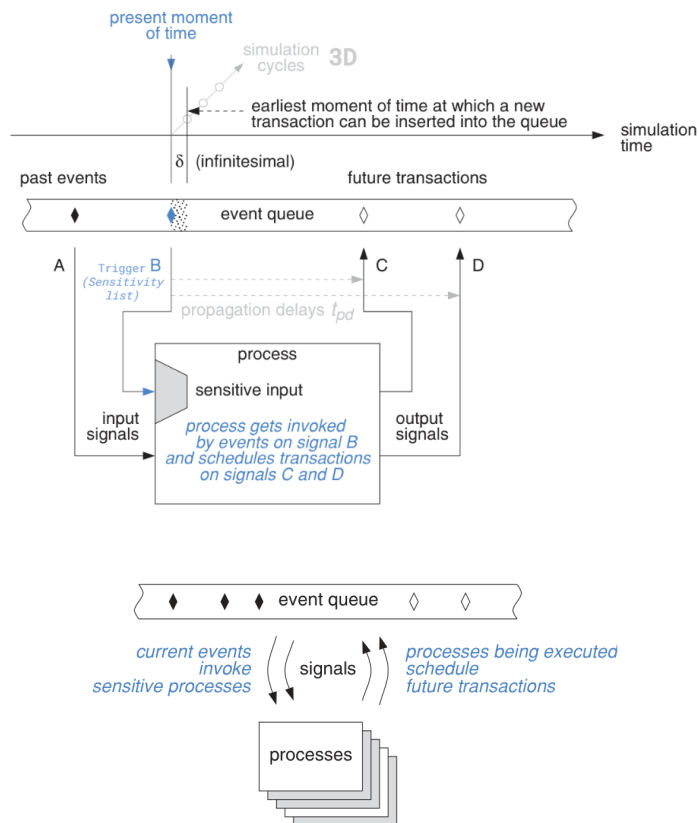 present moment
of time
simulation
cycles 3D
earliest moment of time at which a new
transaction can be inserted into the queue
simulation
time
δ (infinitesimal)
past events
future transactions
event queue
A
Trigger B
(Sensitivity
list)
C
D
propagation delays tpd
process
sensitive input
input
signals
process gets invoked
by events on signal B
and schedules transactions
on signals C and D
output
signals
event queue
current events
invoke
sensitive processes
signals
processes being executed
schedule
future transactions
processes